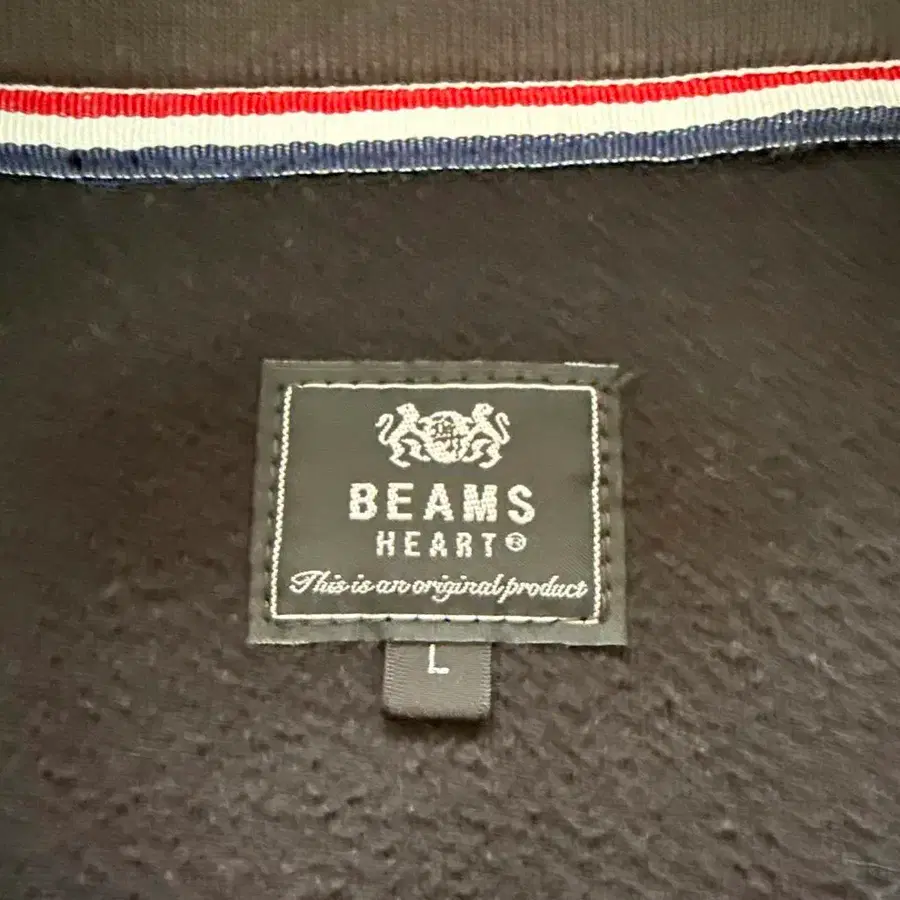 BEAMS
HEART®
This is an original product
L